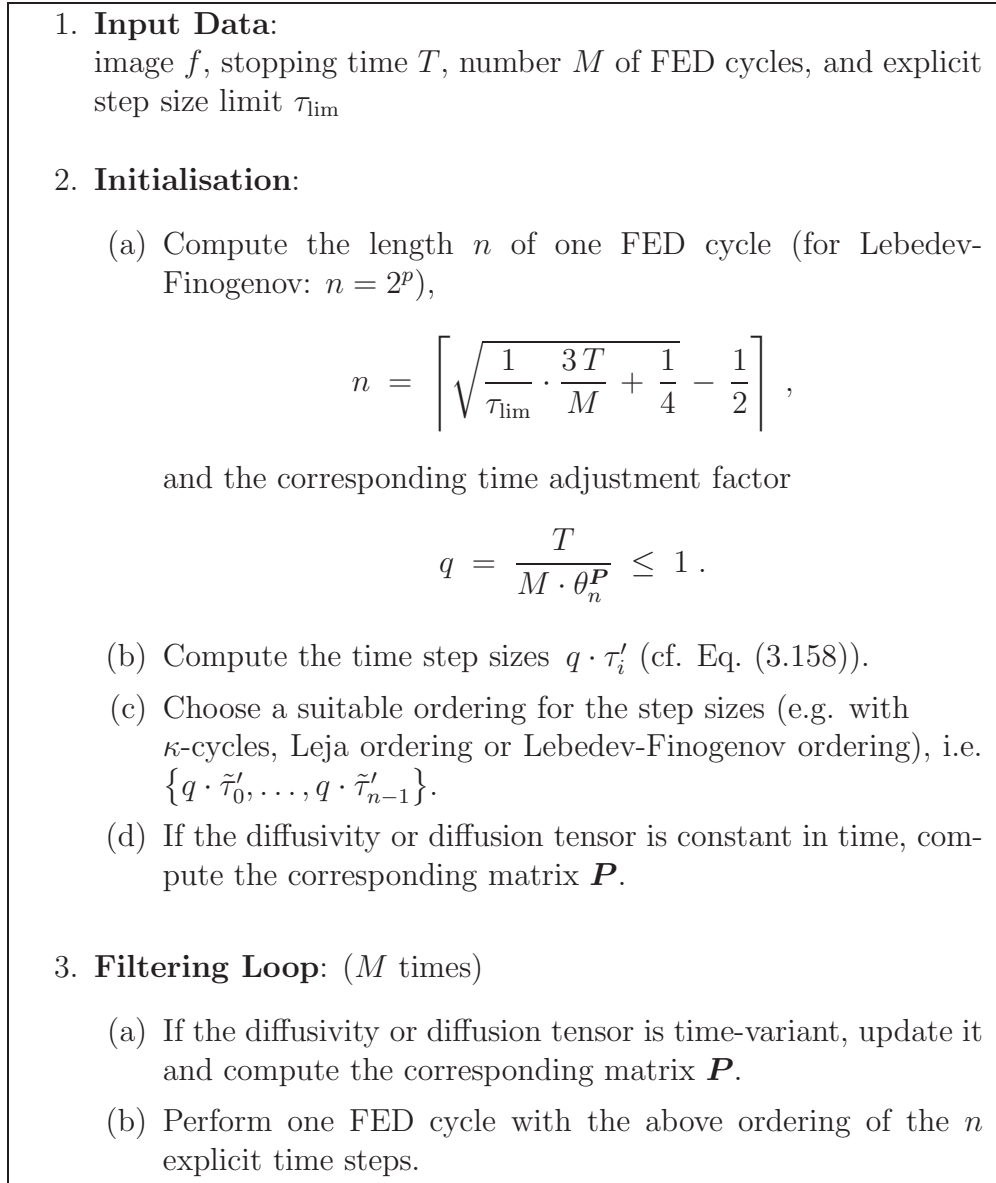 1. Input Data:
image f, stopping time T, number M of FED cycles, and explicit
step size limit τ_lim
2. Initialisation:
(a) Compute the length n of one FED cycle (for Lebedev-
Finogenov: n = 2^p),
n = ⌈ √( 1/τ_lim · 3 T/M + 1/4 ) − 1/2 ⌉ ,
and the corresponding time adjustment factor
q = T / (M · θ_n^P) ≤ 1 .
(b) Compute the time step sizes q · τ′_i (cf. Eq. (3.158)).
(c) Choose a suitable ordering for the step sizes (e.g. with
κ-cycles, Leja ordering or Lebedev-Finogenov ordering), i.e.
{q · τ̃′_0, . . . , q · τ̃′_{n−1}}.
(d) If the diffusivity or diffusion tensor is constant in time, com-
pute the corresponding matrix P.
3. Filtering Loop: (M times)
(a) If the diffusivity or diffusion tensor is time-variant, update it
and compute the corresponding matrix P.
(b) Perform one FED cycle with the above ordering of the n
explicit time steps.